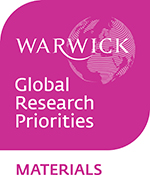 WARWICK
Global
Research
Priorities
MATERIALS